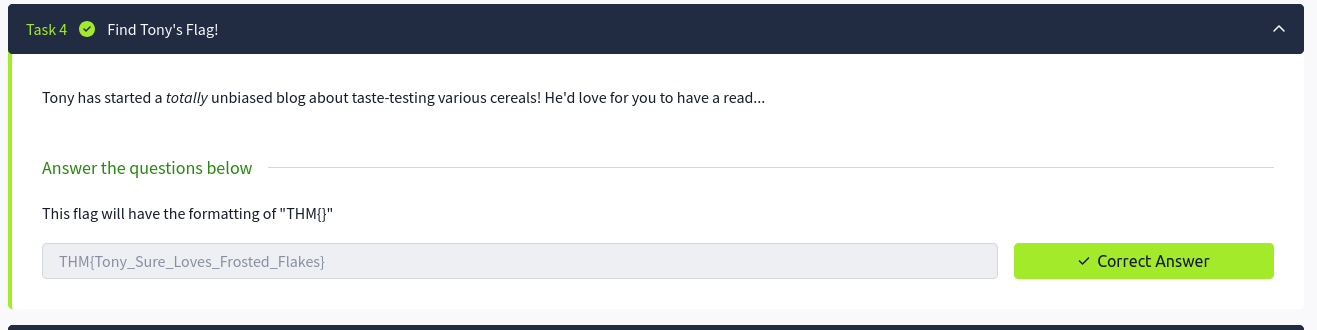 Task 4 Find Tony's Flag!
Tony has started a totally unbiased blog about taste-testing various cereals! He'd love for you to have a read...
Answer the questions below
This flag will have the formatting of "THM{}"
THM{Tony_Sure_Loves_Frosted_Flakes} Correct Answer